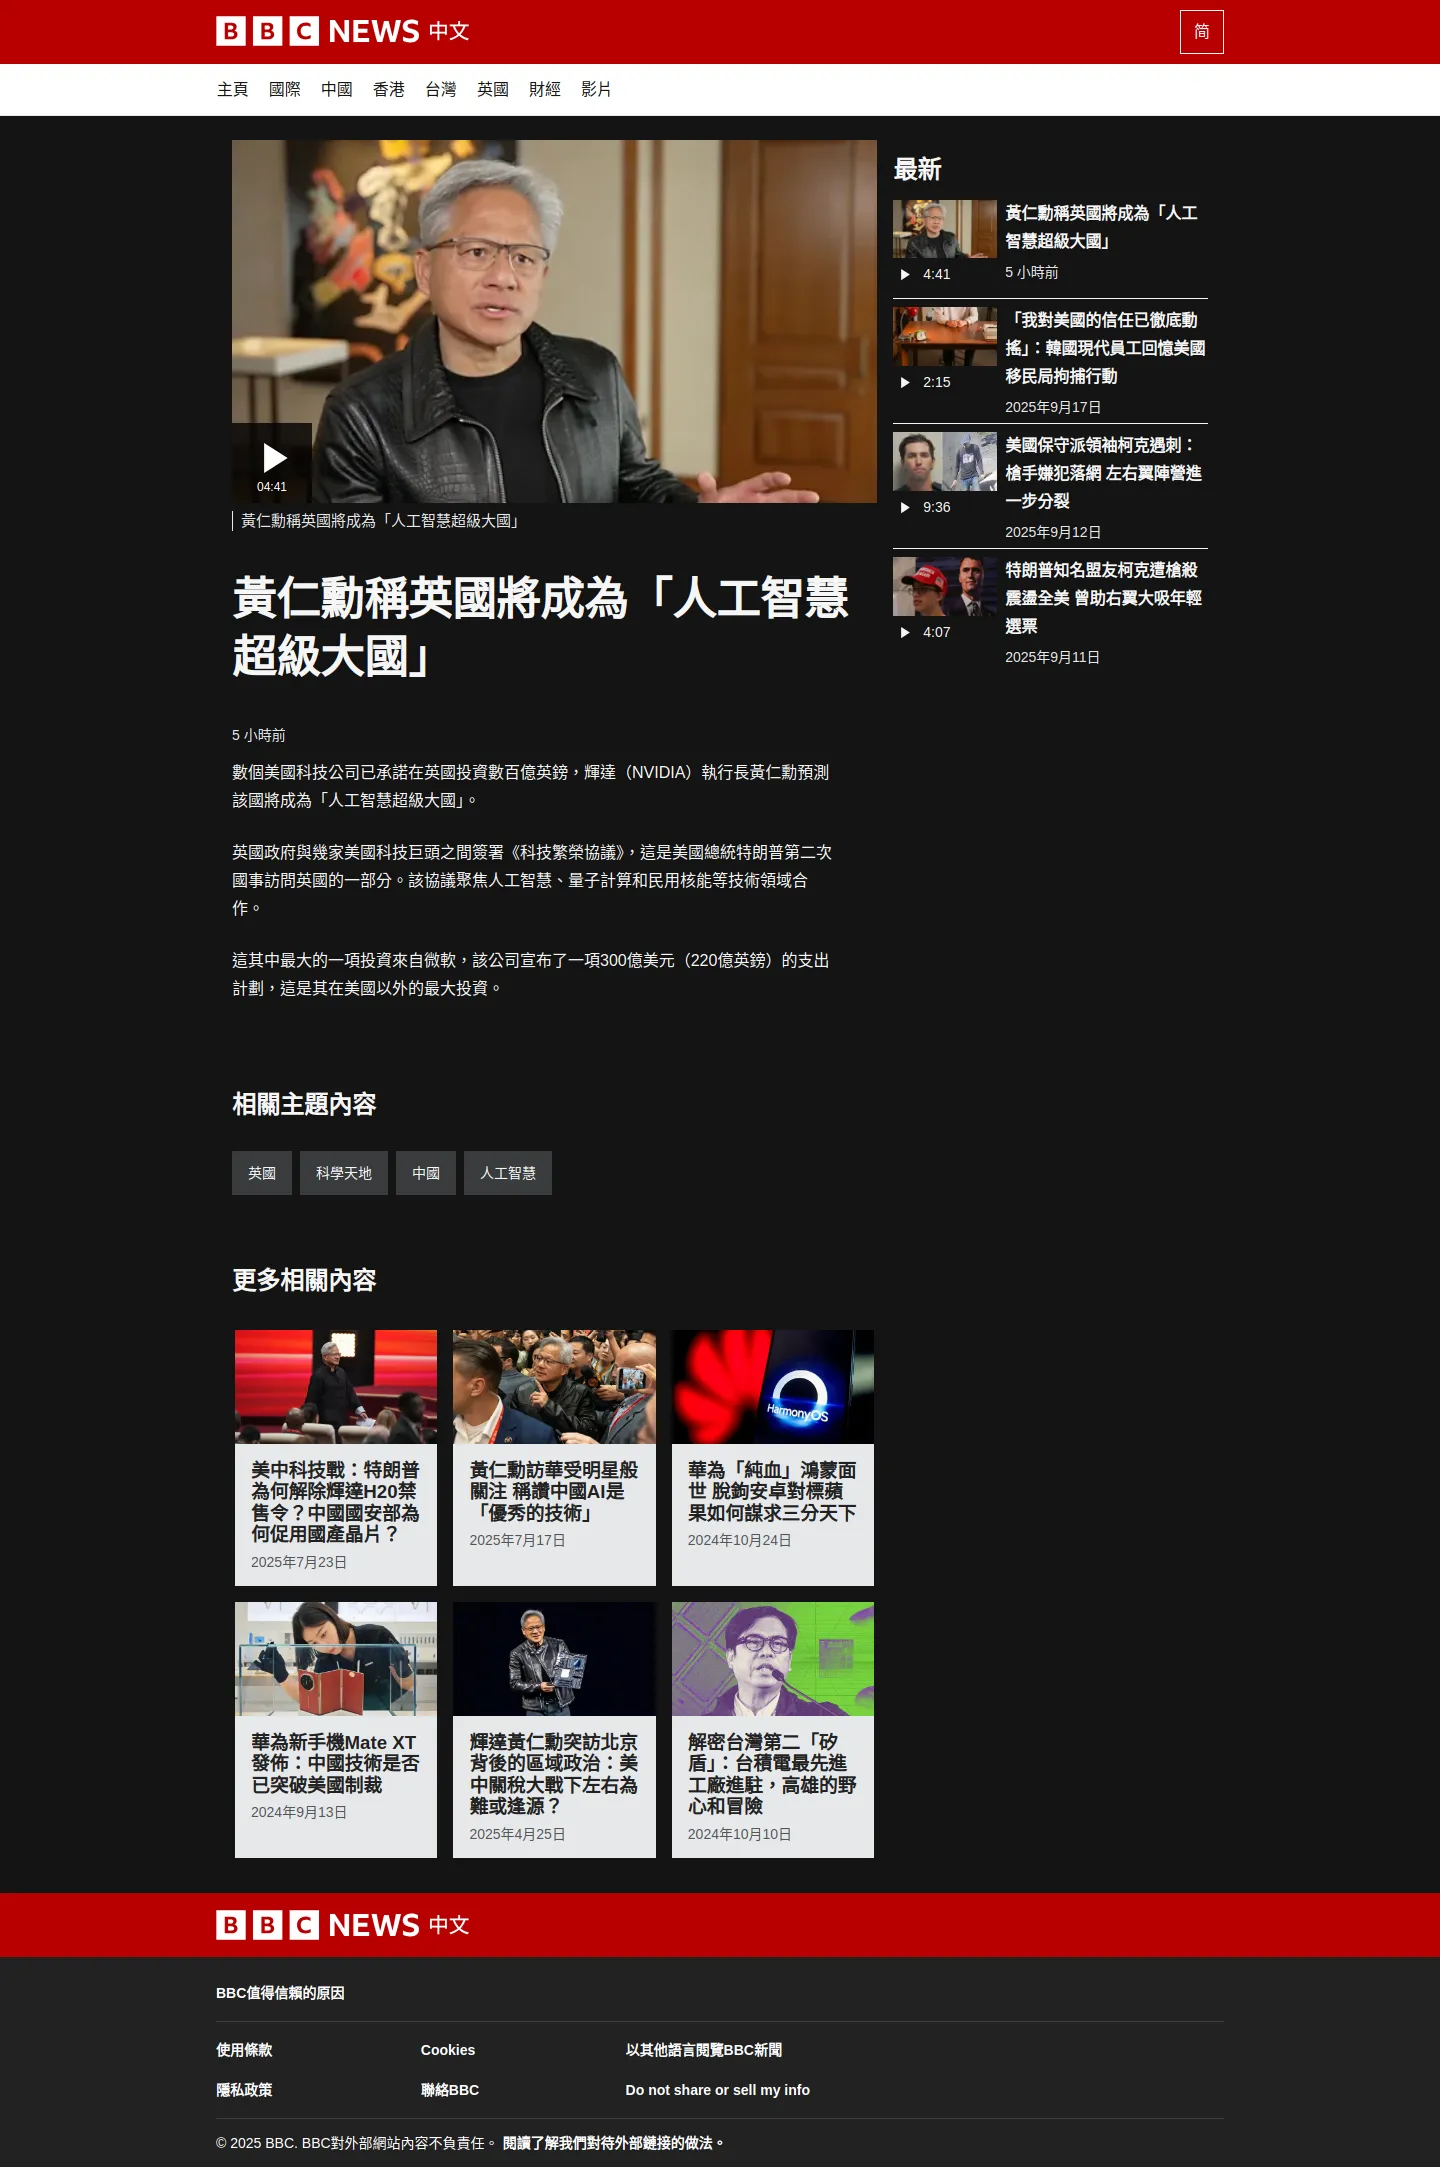 BBC NEWS 中文
简
主頁 國際 中國 香港 台灣 英國 財經 影片
04:41
黃仁勳稱英國將成為「人工智慧超級大國」
黃仁勳稱英國將成為「人工智慧
超級大國」
5 小時前
數個美國科技公司已承諾在英國投資數百億英鎊，輝達（NVIDIA）執行長黃仁勳預測
該國將成為「人工智慧超級大國」。
英國政府與幾家美國科技巨頭之間簽署《科技繁榮協議》，這是美國總統特朗普第二次
國事訪問英國的一部分。該協議聚焦人工智慧、量子計算和民用核能等技術領域合
作。
這其中最大的一項投資來自微軟，該公司宣布了一項300億美元（220億英鎊）的支出
計劃，這是其在美國以外的最大投資。
最新
黃仁勳稱英國將成為「人工
智慧超級大國」
4:41
5 小時前
「我對美國的信任已徹底動
搖」：韓國現代員工回憶美國
移民局拘捕行動
2:15
2025年9月17日
美國保守派領袖柯克遇刺：
槍手嫌犯落網 左右翼陣營進
一步分裂
9:36
2025年9月12日
特朗普知名盟友柯克遭槍殺
震盪全美 曾助右翼大吸年輕
選票
4:07
2025年9月11日
相關主題內容
英國 科學天地 中國 人工智慧
更多相關內容
美中科技戰：特朗普
為何解除輝達H20禁
售令？中國國安部為
何促用國產晶片？
2025年7月23日
黃仁勳訪華受明星般
關注 稱讚中國AI是
「優秀的技術」
2025年7月17日
HarmonyOS
華為「純血」鴻蒙面
世 脫鉤安卓對標蘋
果如何謀求三分天下
2024年10月24日
華為新手機Mate XT
發佈：中國技術是否
已突破美國制裁
2024年9月13日
輝達黃仁勳突訪北京
背後的區域政治：美
中關稅大戰下左右為
難或逢源？
2025年4月25日
解密台灣第二「矽
盾」：台積電最先進
工廠進駐，高雄的野
心和冒險
2024年10月10日
BBC NEWS 中文
BBC值得信賴的原因
使用條款 Cookies 以其他語言閱覽BBC新聞
隱私政策 聯絡BBC Do not share or sell my info
© 2025 BBC. BBC對外部網站內容不負責任。 閱讀了解我們對待外部鏈接的做法。